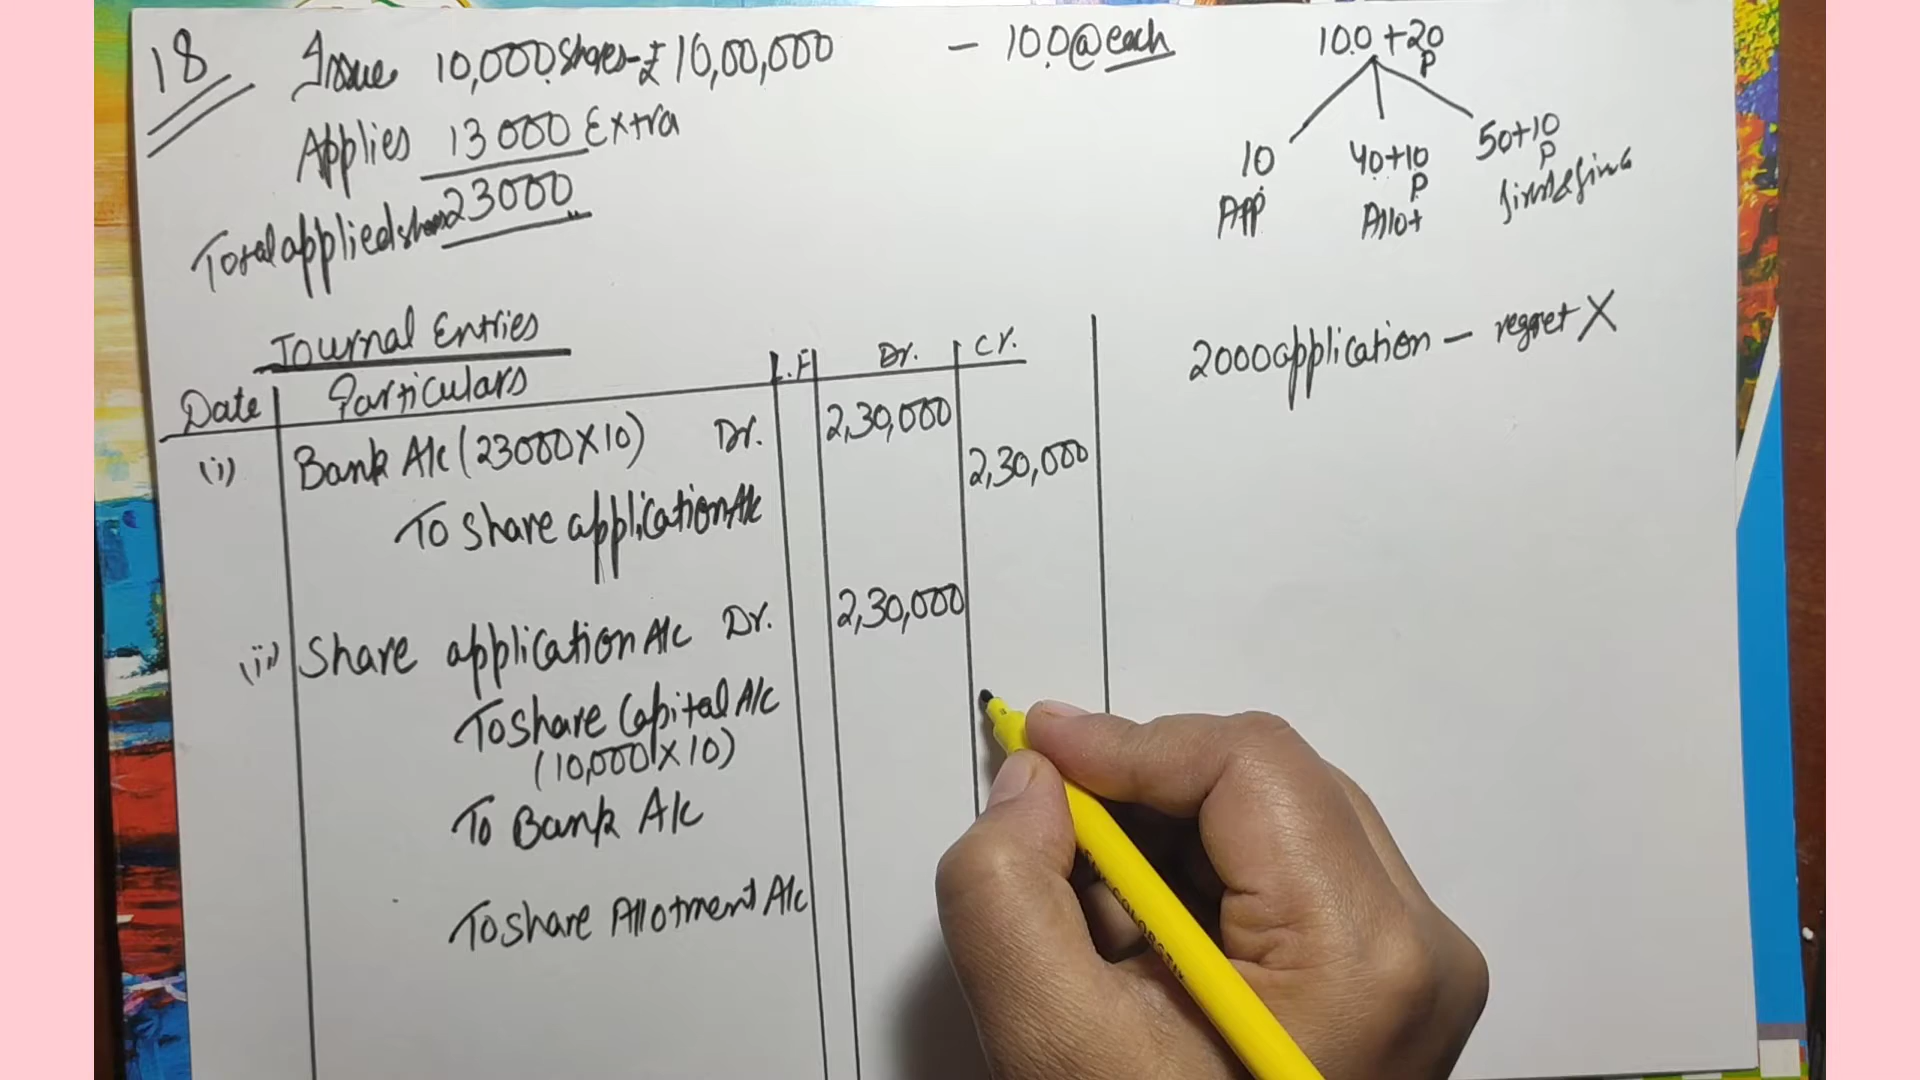 18 Issue 10,000 shares - ₹ 10,00,000 - 100@each
Applies 13000 Extra
Total applied shares 23000
100 + 20
P
10
App
40+10
P
Allot
50+10
P
Journal Entries
Date Particulars L.F Dr. Cr.
(i) Bank A/c (23000 X 10) Dr. 2,30,000
To Share application A/c 2,30,000
(ii) Share application A/c Dr. 2,30,000
To Share Capital A/c
(10,000 X 10)
To Bank A/c
To Share Allotment A/c
2000 application - regret X